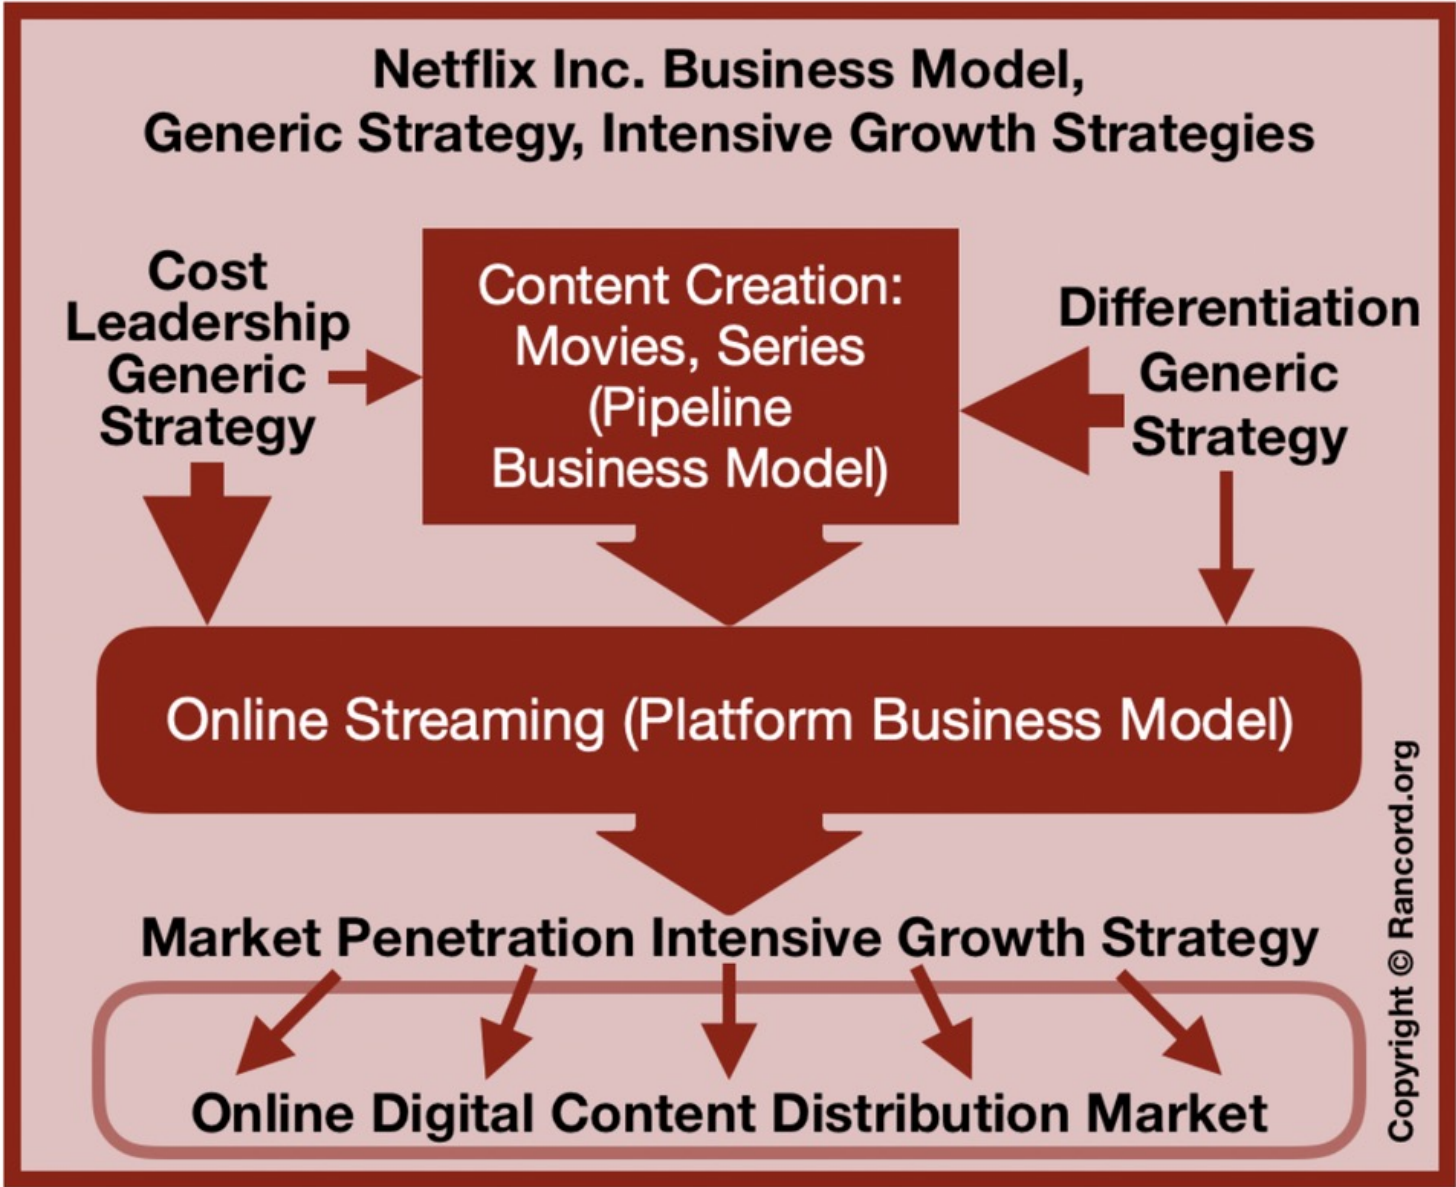 Netflix Inc. Business Model,
Generic Strategy, Intensive Growth Strategies
Cost
Leadership
Generic
Strategy
Content Creation:
Movies, Series
(Pipeline
Business Model)
Differentiation
Generic
Strategy
Online Streaming (Platform Business Model)
Market Penetration Intensive Growth Strategy
Online Digital Content Distribution Market
Copyright © Rancord.org